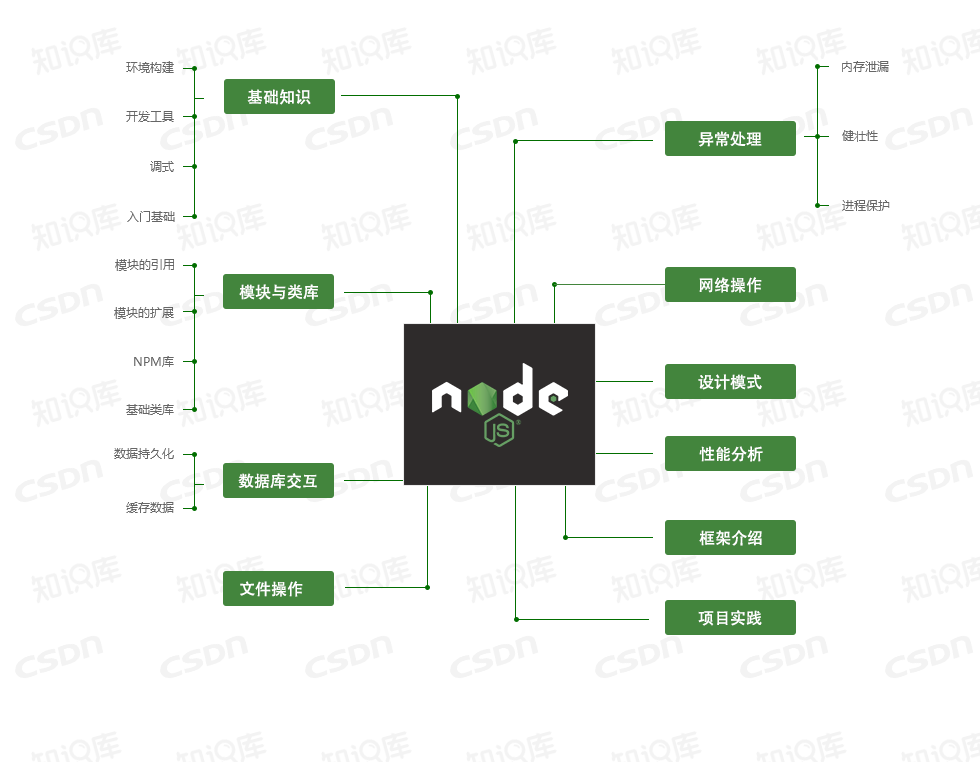 环境构建
开发工具
调式
入门基础
基础知识
模块的引用
模块的扩展
NPM库
基础类库
模块与类库
数据持久化
缓存数据
数据库交互
文件操作
node
JS
®
异常处理
内存泄漏
健壮性
进程保护
网络操作
设计模式
性能分析
框架介绍
项目实践
知识库
CSDN